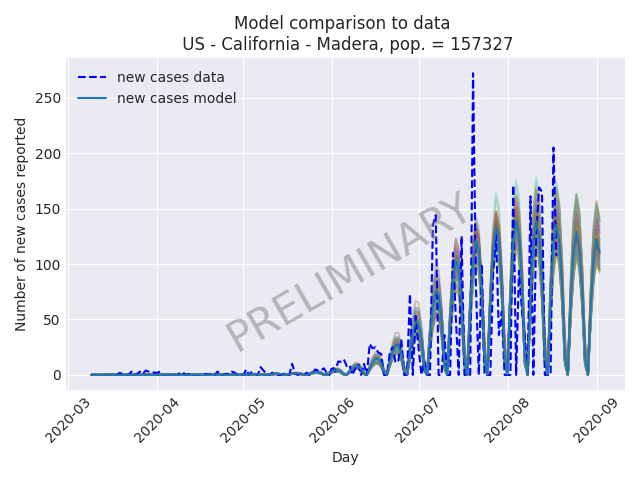 Model comparison to data
US - California - Madera, pop. = 157327
new cases data
new cases model
Number of new cases reported
250
200
150
100
50
0
PRELIMINARY
2020-03
2020-04
2020-05
2020-06
2020-07
2020-08
2020-09
Day